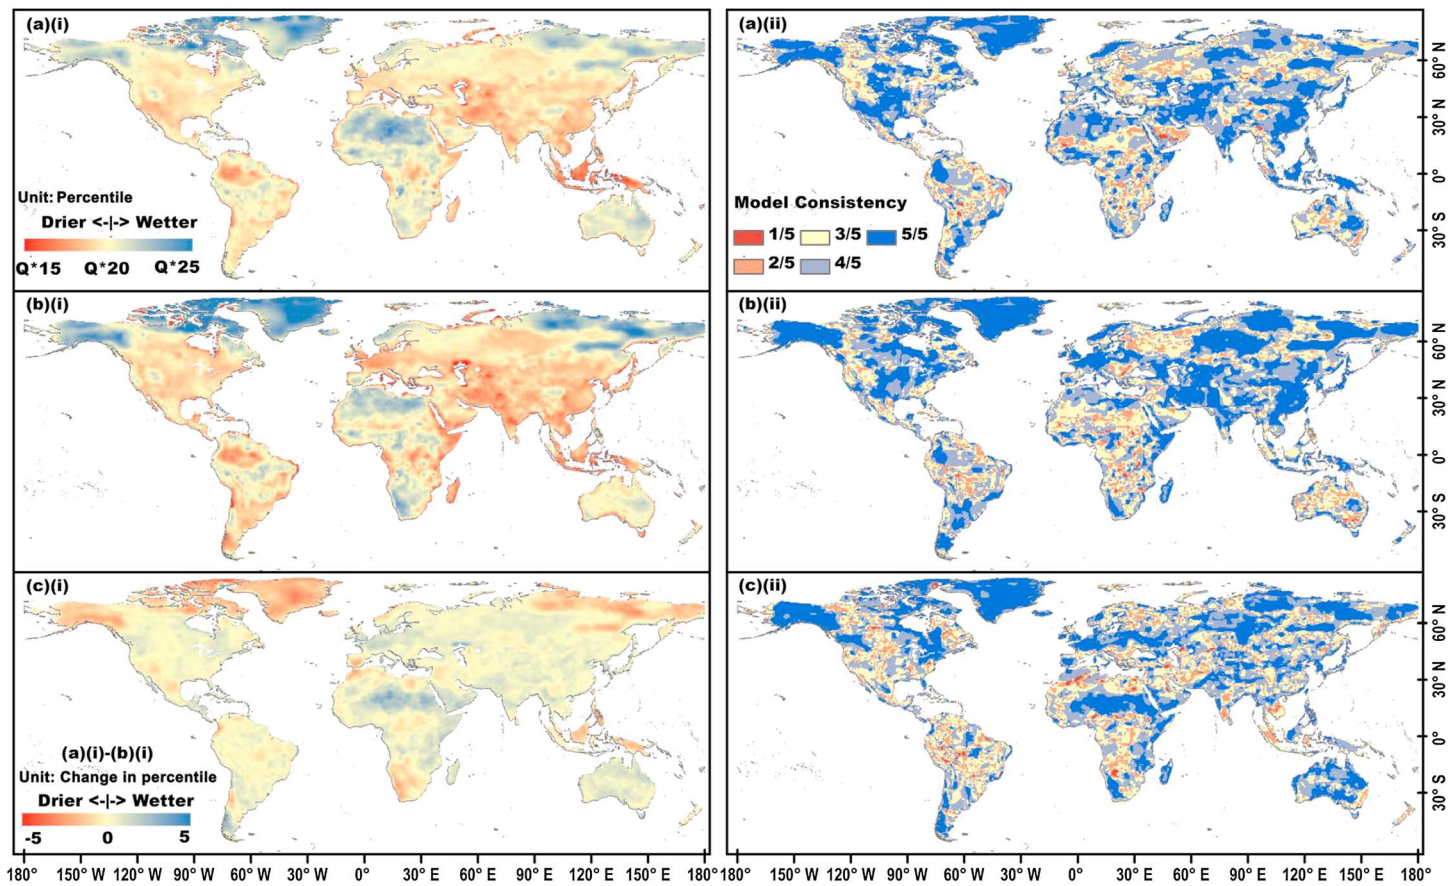 (a)(i)
Unit: Percentile
Drier <-|-> Wetter
Q*15 Q*20 Q*25
(a)(ii)
Model Consistency
1/5 3/5 5/5
2/5 4/5
60° N
30° N
0°
30° S
(b)(i)
(b)(ii)
60° N
30° N
0°
30° S
(c)(i)
(a)(i)-(b)(i)
Unit: Change in percentile
Drier <-|-> Wetter
-5 0 5
(c)(ii)
60° N
30° N
0°
30° S
180° 150° W 120° W 90° W 60° W 30° W 0° 30° E 60° E 90° E 120° E 150° E 180° 150° W 120° W 90° W 60° W 30° W 0° 30° E 60° E 90° E 120° E 150° E 180°